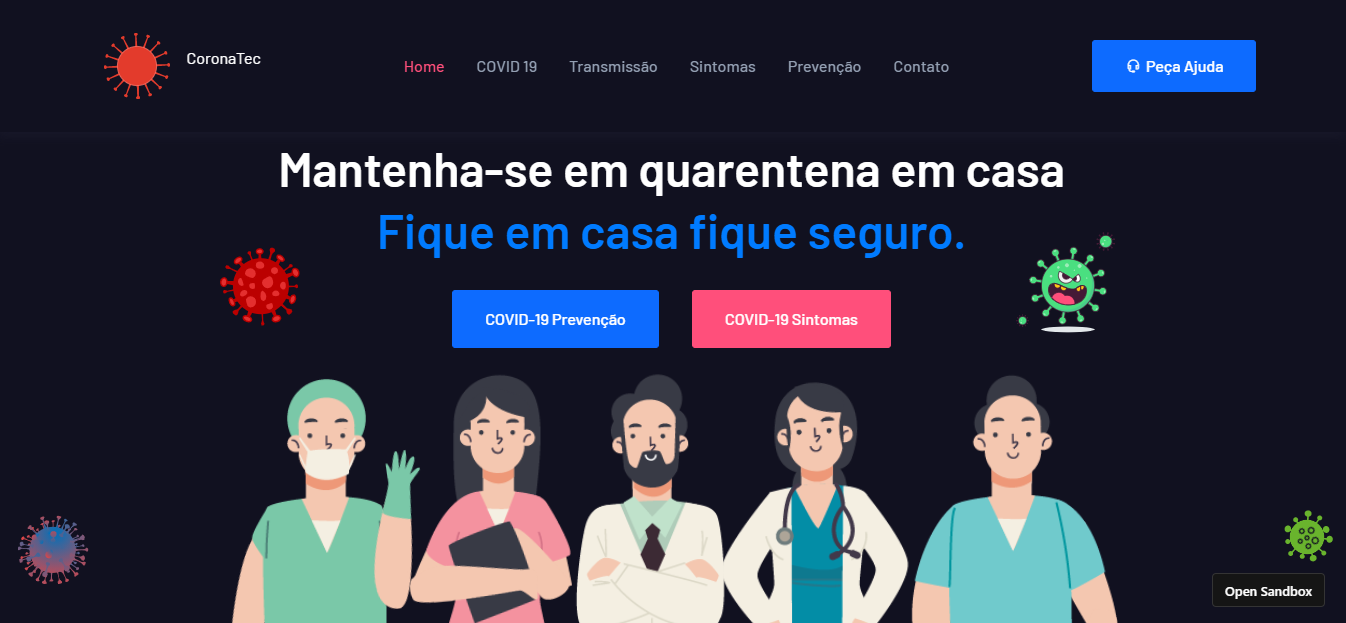 CoronaTec
Home COVID 19 Transmissão Sintomas Prevenção Contato
Peça Ajuda
Mantenha-se em quarentena em casa
Fique em casa fique seguro.
COVID-19 Prevenção
COVID-19 Sintomas
Open Sandbox